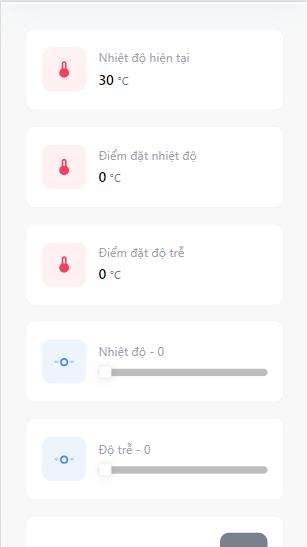 Nhiệt độ hiện tại
30 °C
Điểm đặt nhiệt độ
0 °C
Điểm đặt độ trễ
0 °C
Nhiệt độ - 0
Độ trễ - 0